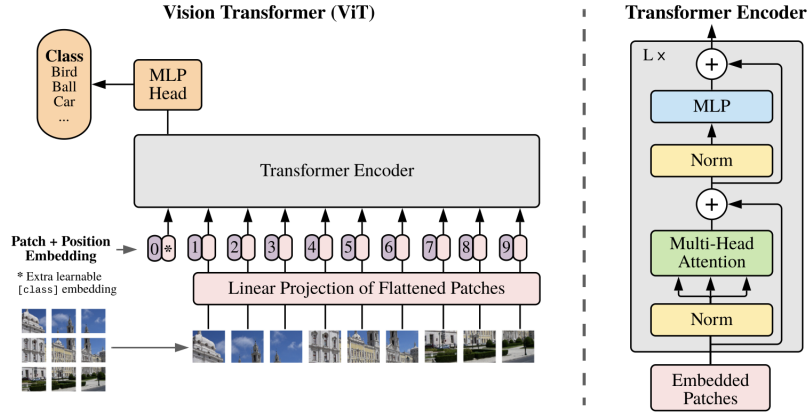 Vision Transformer (ViT)
Class
Bird
Ball
Car
...
MLP
Head
Transformer Encoder
Patch + Position
Embedding
0 * 1 2 3 4 5 6 7 8 9
* Extra learnable
[class] embedding
Linear Projection of Flattened Patches
Transformer Encoder
L x
+
MLP
Norm
+
Multi-Head
Attention
Norm
Embedded
Patches